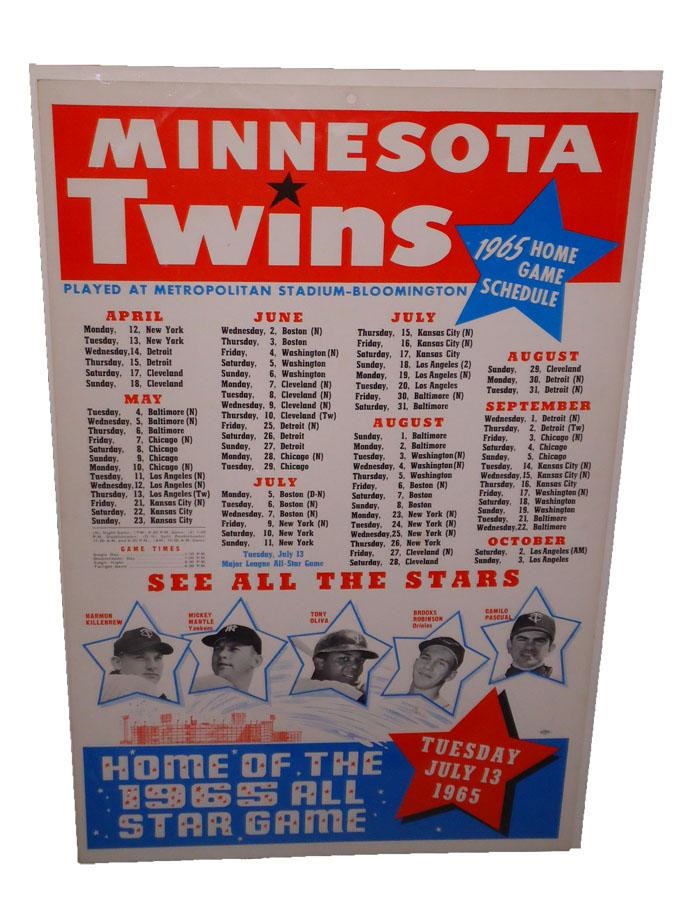 MINNESOTA
Twins
1965 HOME
GAME
SCHEDULE
PLAYED AT METROPOLITAN STADIUM-BLOOMINGTON
APRIL
Monday, 12, New York
Tuesday, 13, New York
Wednesday, 14, Detroit
Thursday, 15, Detroit
Saturday, 17, Cleveland
Sunday, 18, Cleveland
MAY
Tuesday, 4, Baltimore (N)
Wednesday, 5, Baltimore (N)
Thursday, 6, Baltimore
Friday, 7, Chicago (N)
Saturday, 8, Chicago
Sunday, 9, Chicago
Monday, 10, Chicago (N)
Tuesday, 11, Los Angeles (N)
Wednesday, 12, Los Angeles (N)
Thursday, 13, Los Angeles (Tw)
Friday, 21, Kansas City (N)
Saturday, 22, Kansas City
Sunday, 23, Kansas City
GAME TIMES
JUNE
Wednesday, 2, Boston (N)
Thursday, 3, Boston
Friday, 4, Washington (N)
Saturday, 5, Washington
Sunday, 6, Washington
Monday, 7, Cleveland (N)
Tuesday, 8, Cleveland (N)
Wednesday, 9, Cleveland (N)
Thursday, 10, Cleveland (Tw)
Friday, 25, Detroit (N)
Saturday, 26, Detroit
Sunday, 27, Detroit
Monday, 28, Chicago (N)
Tuesday, 29, Chicago
JULY
Monday, 5, Boston (D-N)
Tuesday, 6, Boston (N)
Wednesday, 7, Boston (N)
Friday, 9, New York (N)
Saturday, 10, New York
Sunday, 11, New York
Tuesday, July 13
Major League All-Star Game
JULY
Thursday, 15, Kansas City (N)
Friday, 16, Kansas City (N)
Saturday, 17, Kansas City
Sunday, 18, Los Angeles (2)
Monday, 19, Los Angeles (N)
Tuesday, 20, Los Angeles
Friday, 30, Baltimore (N)
Saturday, 31, Baltimore
AUGUST
Sunday, 1, Baltimore
Monday, 2, Baltimore
Tuesday, 3, Washington (N)
Wednesday, 4, Washington (N)
Thursday, 5, Washington
Friday, 6, Boston (N)
Saturday, 7, Boston
Sunday, 8, Boston
Monday, 23, New York (N)
Tuesday, 24, New York (N)
Wednesday, 25, New York (N)
Thursday, 26, New York
Friday, 27, Cleveland (N)
Saturday, 28, Cleveland
AUGUST
Sunday, 29, Cleveland
Monday, 30, Detroit (N)
Tuesday, 31, Detroit (N)
SEPTEMBER
Wednesday, 1, Detroit (N)
Thursday, 2, Detroit (Tw)
Friday, 3, Chicago (N)
Saturday, 4, Chicago
Sunday, 5, Chicago
Tuesday, 14, Kansas City (N)
Wednesday, 15, Kansas City (N)
Thursday, 16, Kansas City
Friday, 17, Washington (N)
Saturday, 18, Washington
Sunday, 19, Washington
Tuesday, 21, Baltimore
Wednesday, 22, Baltimore
OCTOBER
Saturday, 2, Los Angeles (AM)
Sunday, 3, Los Angeles
SEE ALL THE STARS
HARMON
KILLEBREW
MICKEY
MANTLE
Yankees
TONY
OLIVA
BROOKS
ROBINSON
Orioles
CAMILO
PASCUAL
HOME OF THE
1965 ALL
STAR GAME
TUESDAY
JULY 13
1965